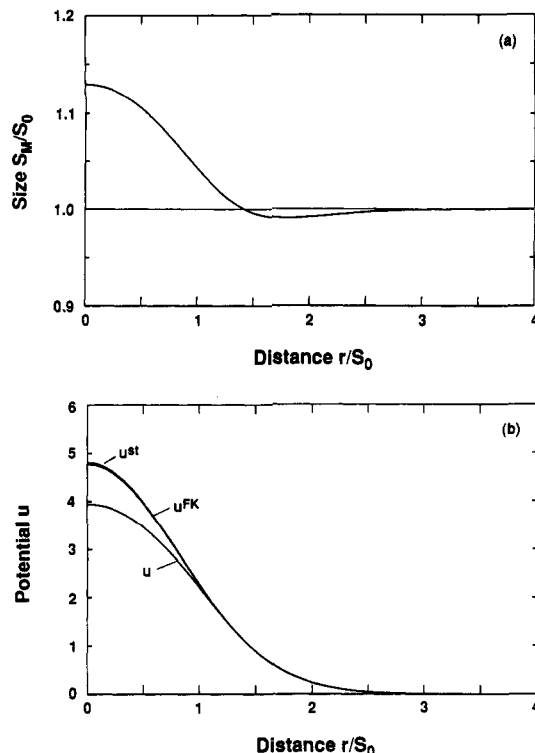 1.2
(a)
1.1
1.0
0.9
Size S_M/S_0
0 1 2 3 4
Distance r/S_0
6
(b)
5
u^st
4
u^FK
3
u
2
1
0
Potential u
0 1 2 3 4
Distance r/S_0